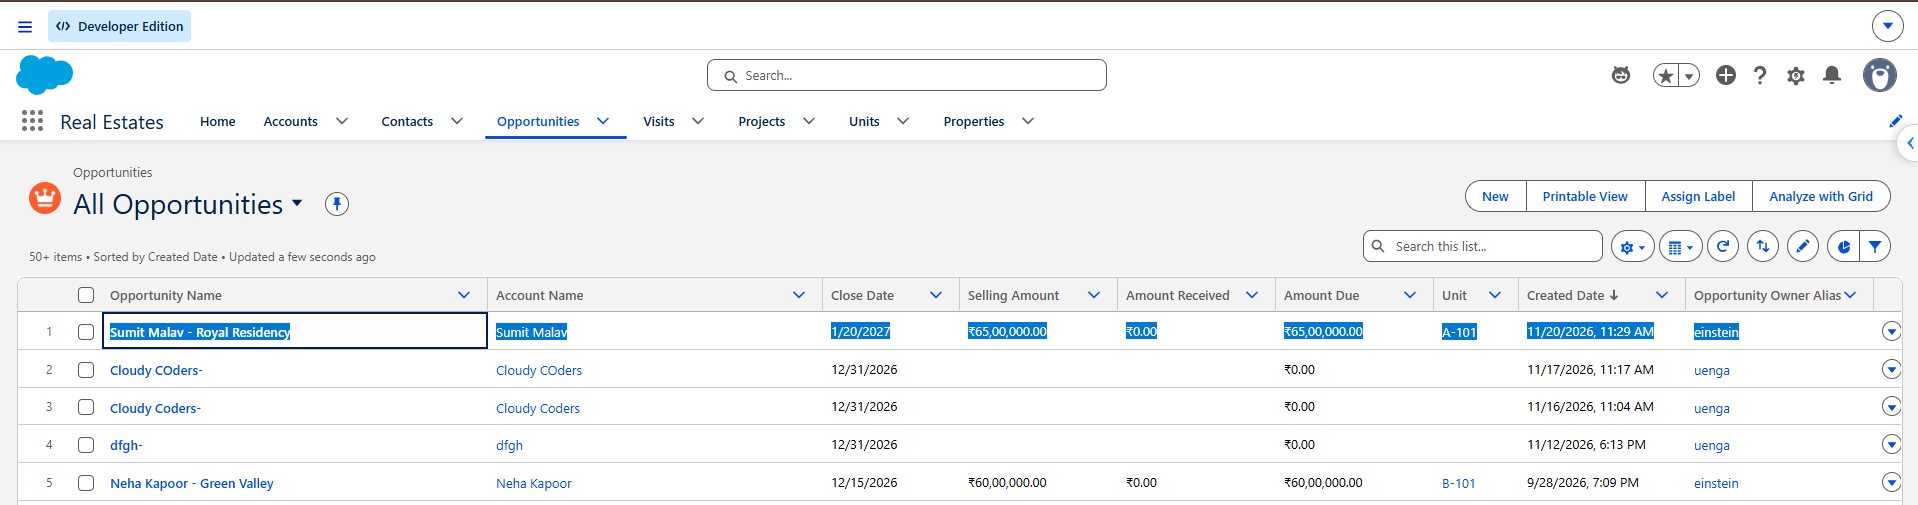 Developer Edition
Search...
Real Estates Home Accounts Contacts Opportunities Visits Projects Units Properties
Opportunities
All Opportunities
New Printable View Assign Label Analyze with Grid
Search this list...
50+ items • Sorted by Created Date • Updated a few seconds ago
Opportunity Name Account Name Close Date Selling Amount Amount Received Amount Due Unit Created Date ↓ Opportunity Owner Alias
1 Sumit Malav - Royal Residency Sumit Malav 1/20/2027 ₹65,00,000.00 ₹0.00 ₹65,00,000.00 A-101 11/20/2026, 11:29 AM einstein
2 Cloudy COders- Cloudy COders 12/31/2026 ₹0.00 11/17/2026, 11:17 AM uenga
3 Cloudy Coders- Cloudy Coders 12/31/2026 ₹0.00 11/16/2026, 11:04 AM uenga
4 dfgh- dfgh 12/31/2026 ₹0.00 11/12/2026, 6:13 PM uenga
5 Neha Kapoor - Green Valley Neha Kapoor 12/15/2026 ₹60,00,000.00 ₹0.00 ₹60,00,000.00 B-101 9/28/2026, 7:09 PM einstein